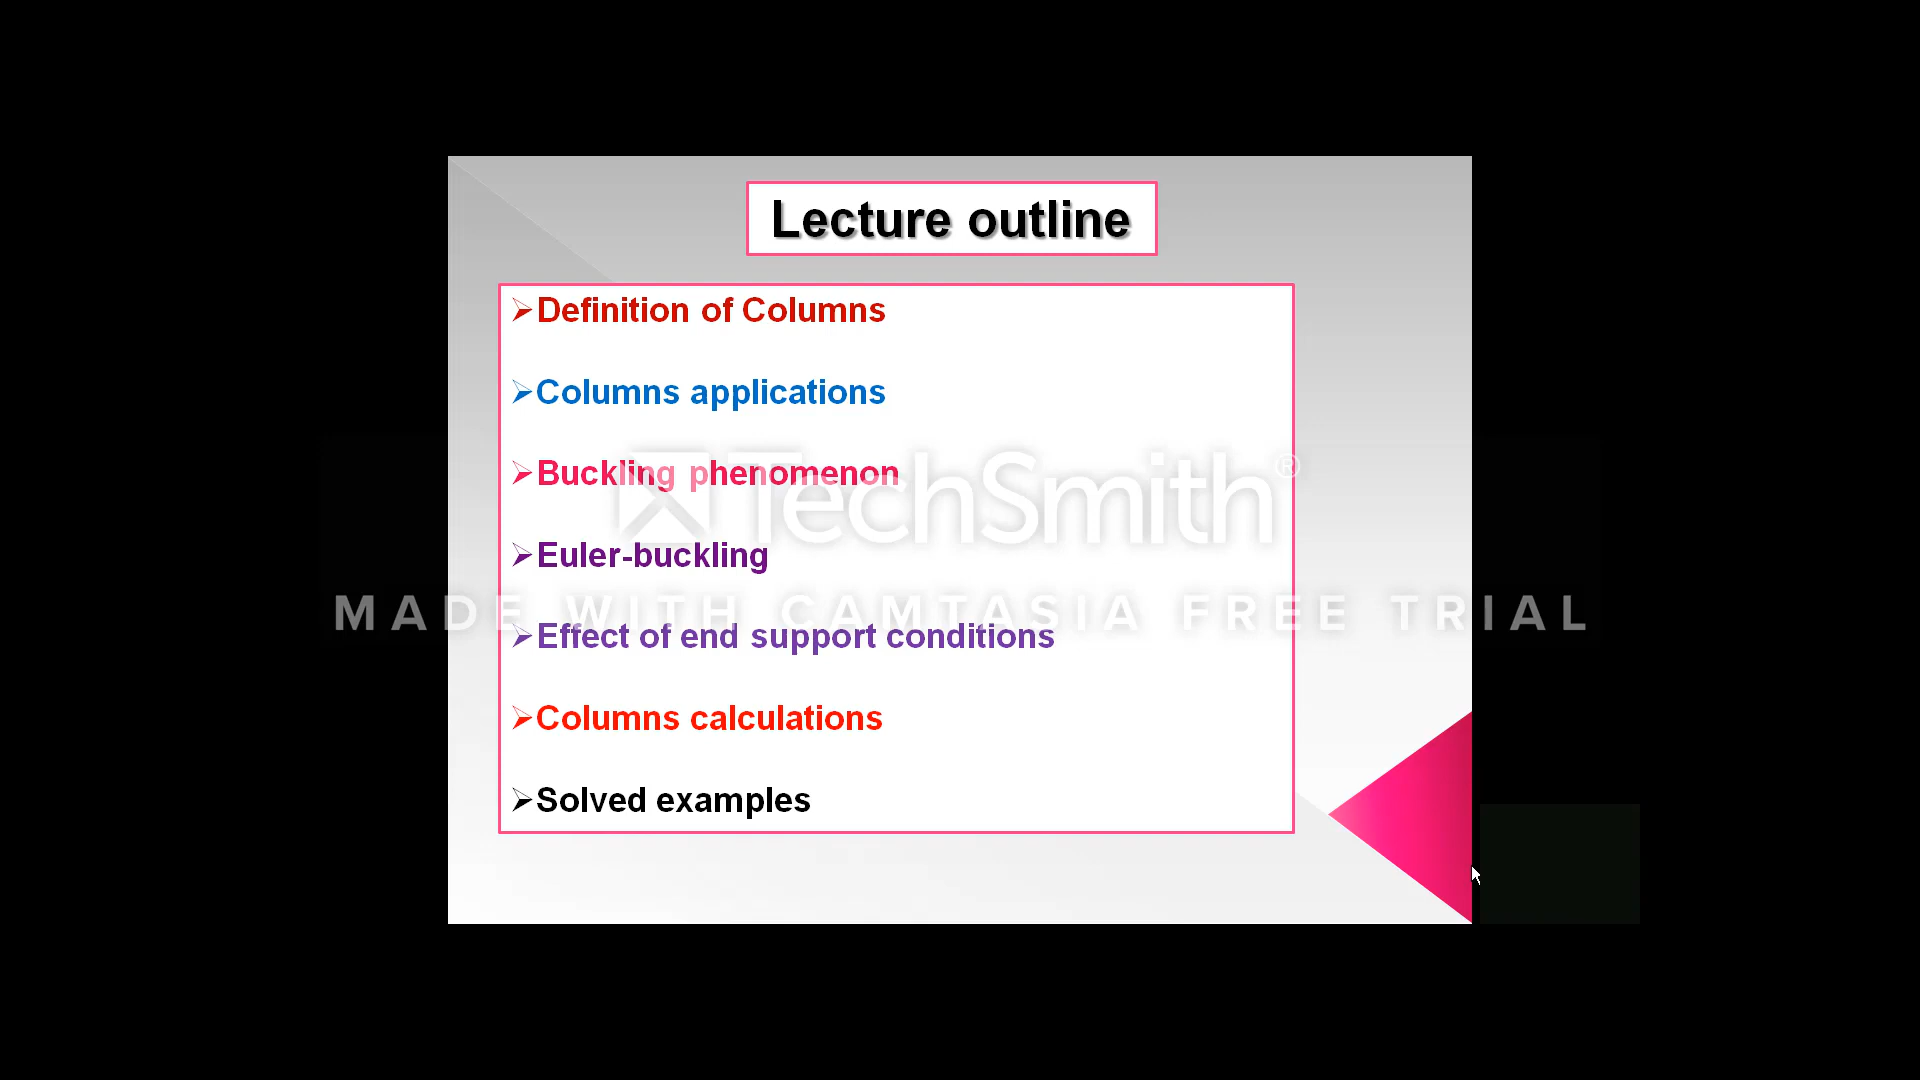 Lecture outline
➢Definition of Columns
➢Columns applications
➢Buckling phenomenon
TechSmith®
➢Euler-buckling
MADE WITH CAMTASIA FREE TRIAL
➢Effect of end support conditions
➢Columns calculations
➢Solved examples